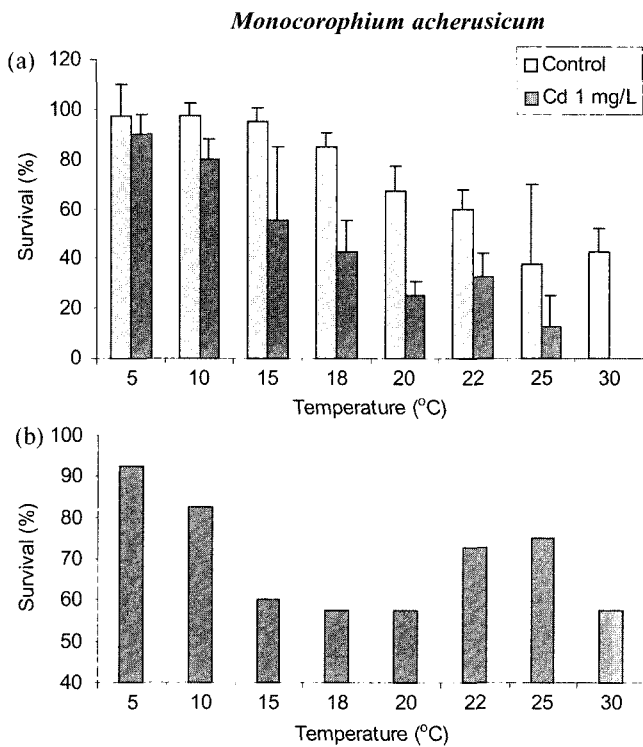 Monocorophium acherusicum
(a)
120
100
80
60
40
20
0
Survival (%)
Control
Cd 1 mg/L
5 10 15 18 20 22 25 30
Temperature (°C)
(b)
100
90
80
70
60
50
40
Survival (%)
5 10 15 18 20 22 25 30
Temperature (°C)